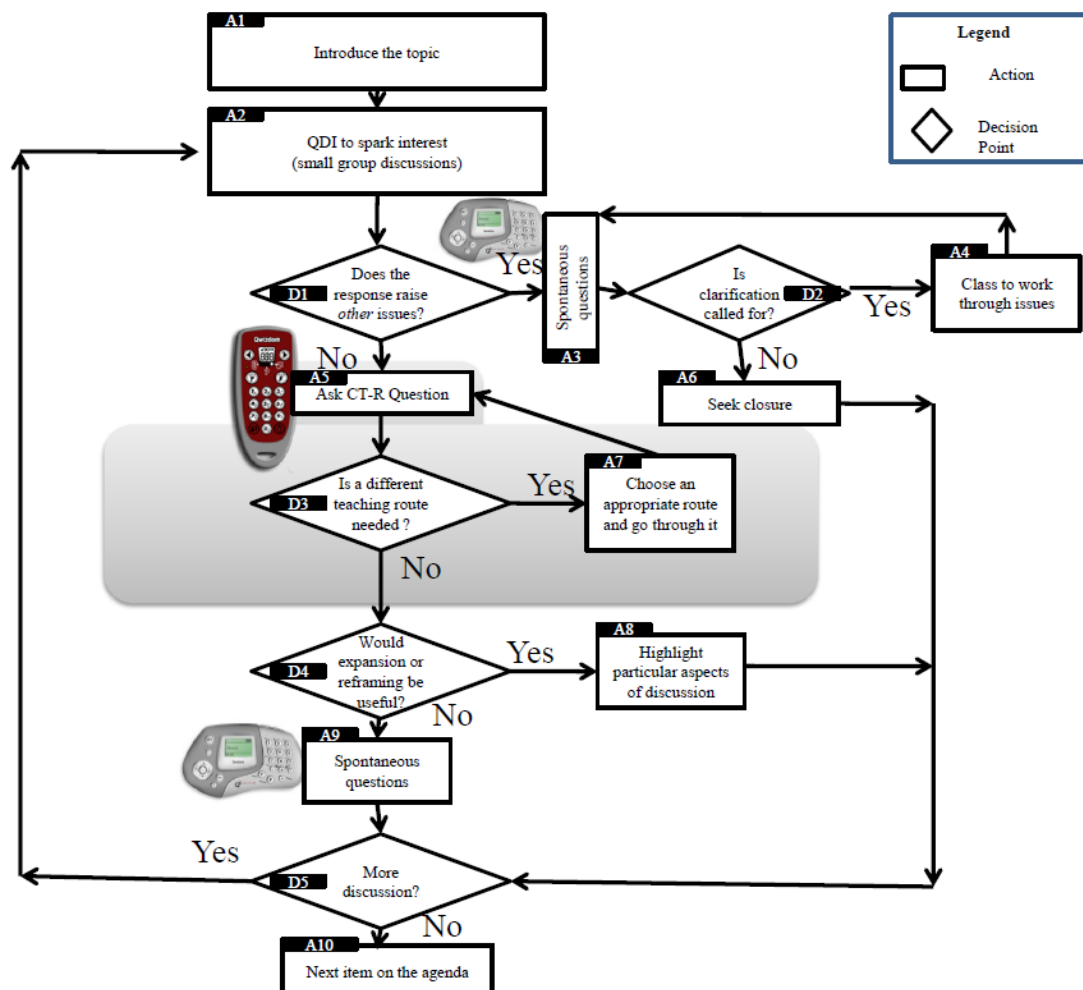 A1
Introduce the topic
Legend
Action
Decision
Point
A2
QDI to spark interest
(small group discussions)
Does the
response raise
other issues?
D1
Yes
Spontaneous
questions
A3
Is
clarification
called for?
D2
Yes
A4
Class to work
through issues
No
No
A6
Seek closure
Qwizdom
A5
Ask CT-R Question
Is a different
teaching route
needed ?
D3
Yes
A7
Choose an
appropriate route
and go through it
No
Would
expansion or
reframing be
useful?
D4
Yes
A8
Highlight
particular aspects
of discussion
No
A9
Spontaneous
questions
More
discussion?
D5
Yes
No
A10
Next item on the agenda